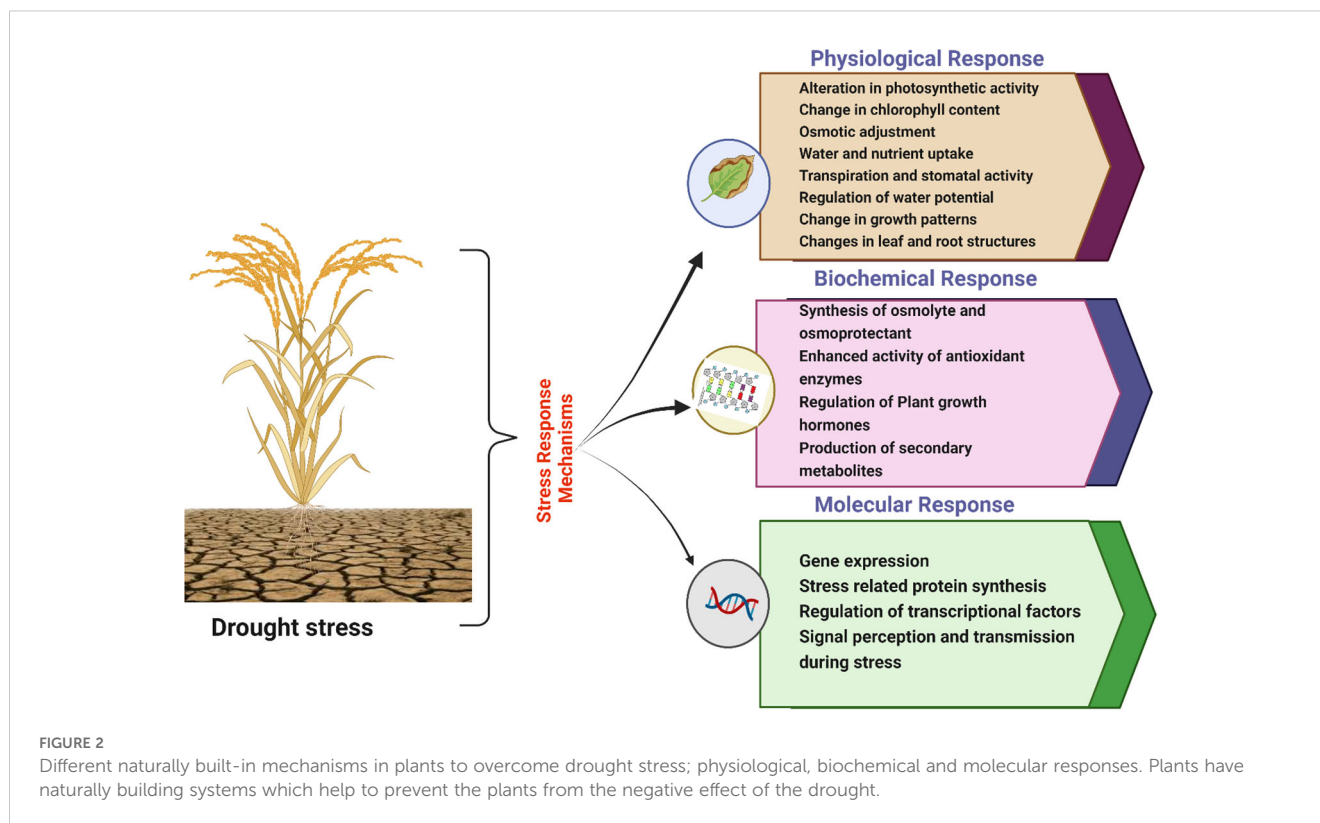 Physiological Response
Alteration in photosynthetic activity
Change in chlorophyll content
Osmotic adjustment
Water and nutrient uptake
Transpiration and stomatal activity
Regulation of water potential
Change in growth patterns
Changes in leaf and root structures
Biochemical Response
Synthesis of osmolyte and
osmoprotectant
Enhanced activity of antioxidant
enzymes
Regulation of Plant growth
hormones
Production of secondary
metabolites
Molecular Response
Gene expression
Stress related protein synthesis
Regulation of transcriptional factors
Signal perception and transmission
during stress
Stress Response
Mechanisms
Drought stress
FIGURE 2
Different naturally built-in mechanisms in plants to overcome drought stress; physiological, biochemical and molecular responses. Plants have
naturally building systems which help to prevent the plants from the negative effect of the drought.